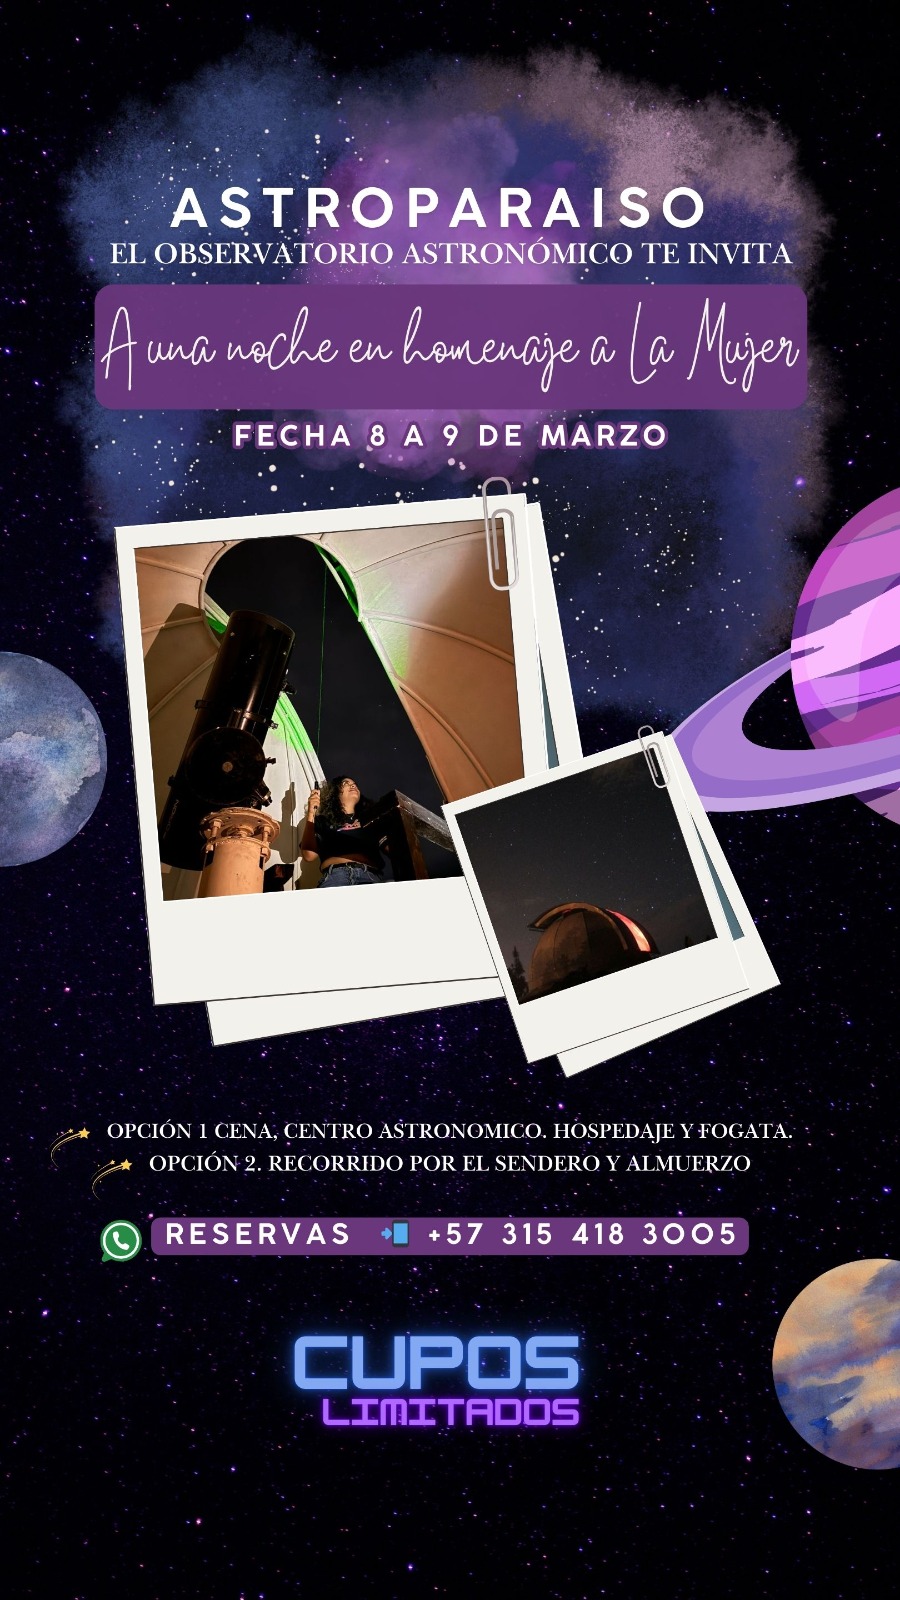 ASTROPARAISO
EL OBSERVATORIO ASTRONÓMICO TE INVITA
A una noche en homenaje a La Mujer
FECHA 8 A 9 DE MARZO
OPCIÓN 1 CENA, CENTRO ASTRONOMICO. HOSPEDAJE Y FOGATA.
OPCIÓN 2. RECORRIDO POR EL SENDERO Y ALMUERZO
RESERVAS 📲 +57 315 418 3005
CUPOS
LIMITADOS